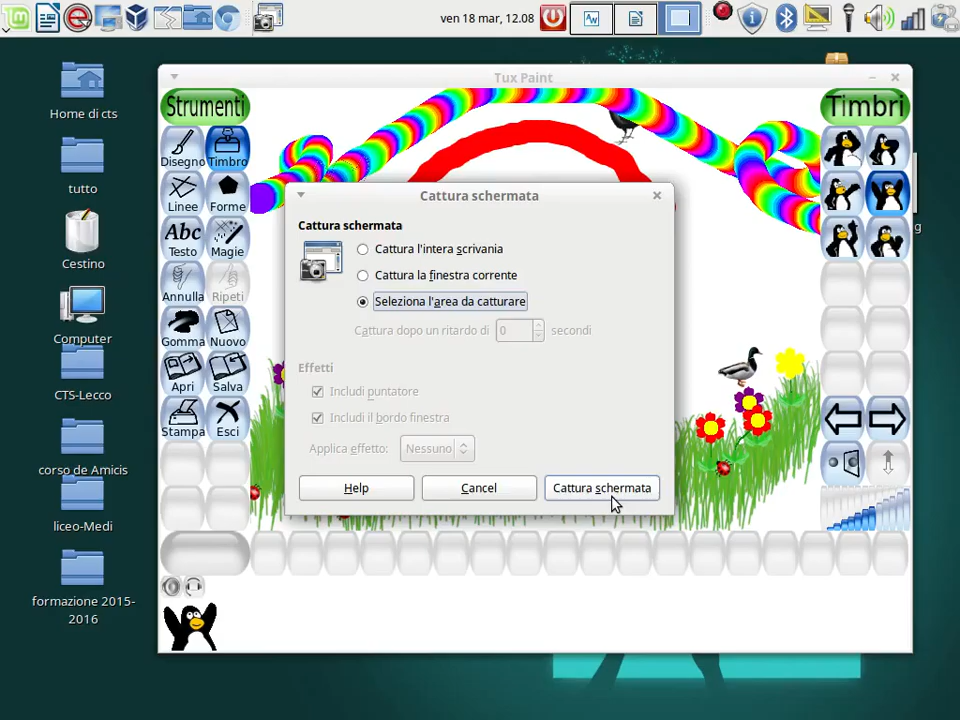 ven 18 mar, 12.08
Home di cts
tutto
Cestino
Computer
CTS-Lecco
corso de Amicis
liceo-Medi
formazione 2015-
2016
Tux Paint
Strumenti
Timbri
Disegno
Timbro
Linee
Forme
Abc
Testo
Magie
Annulla
Ripeti
Gomma
Nuovo
Apri
Salva
Stampa
Esci
Cattura schermata
Cattura schermata
Cattura l'intera scrivania
Cattura la finestra corrente
Seleziona l'area da catturare
Cattura dopo un ritardo di 0 secondi
Effetti
Includi puntatore
Includi il bordo finestra
Applica effetto: Nessuno
Help
Cancel
Cattura schermata